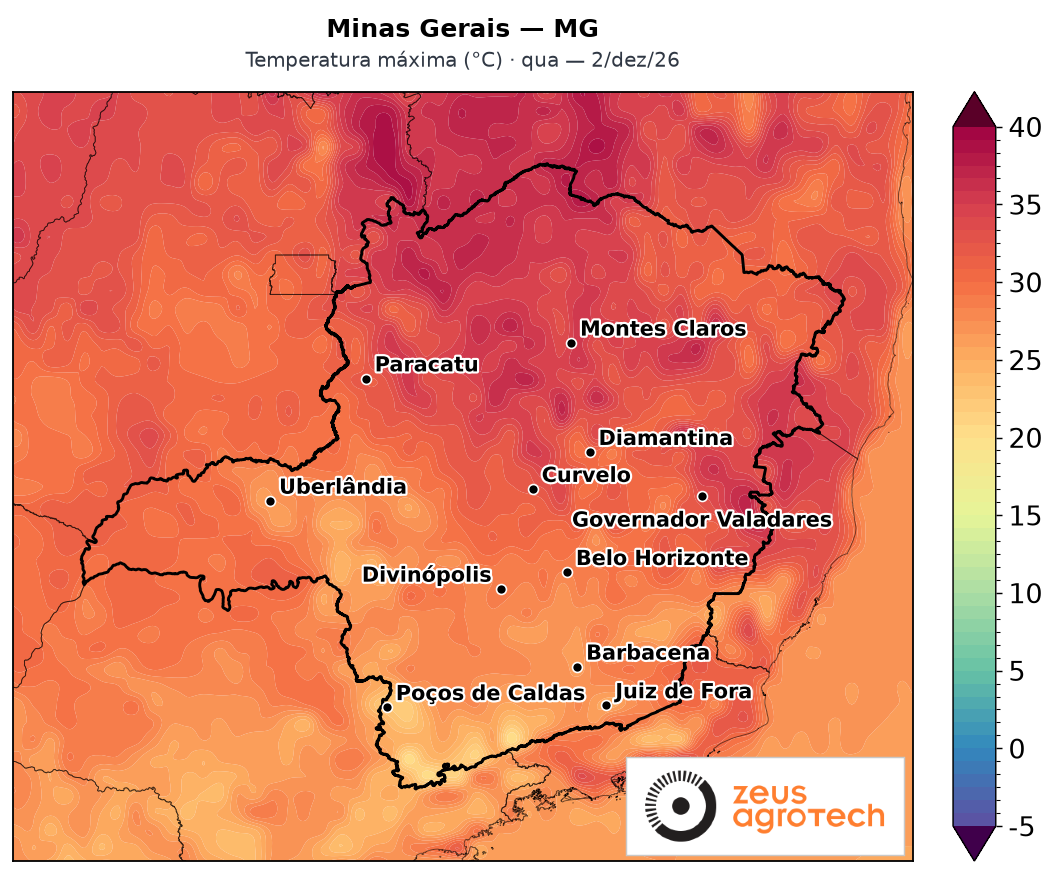 Minas Gerais — MG
Temperatura máxima (°C) · qua — 2/dez/26
40
35
30
25
20
15
10
5
0
-5
Montes Claros
Paracatu
Diamantina
Curvelo
Uberlândia
Governador Valadares
Belo Horizonte
Divinópolis
Barbacena
Poços de Caldas
Juiz de Fora
zeus
agrotech